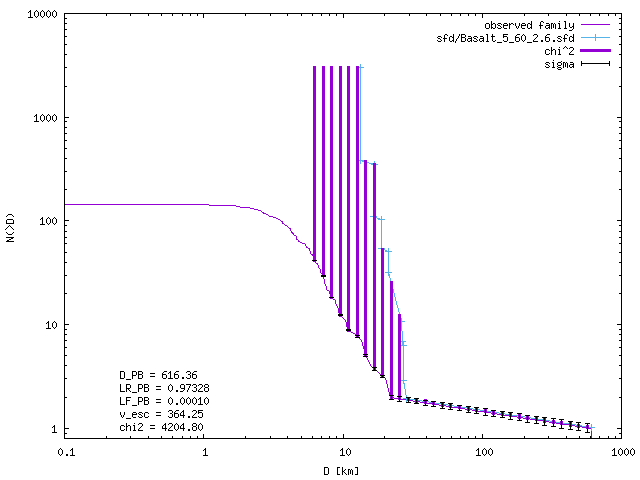 10000
observed family
sfd/Basalt_5_60_2.6.sfd
chi^2
sigma
1000
100
N(>D)
10
D_PB = 616.36
LR_PB = 0.97328
LF_PB = 0.00010
v_esc = 364.25
chi2 = 4204.80
1
0.1 1 10 100 1000
D [km]